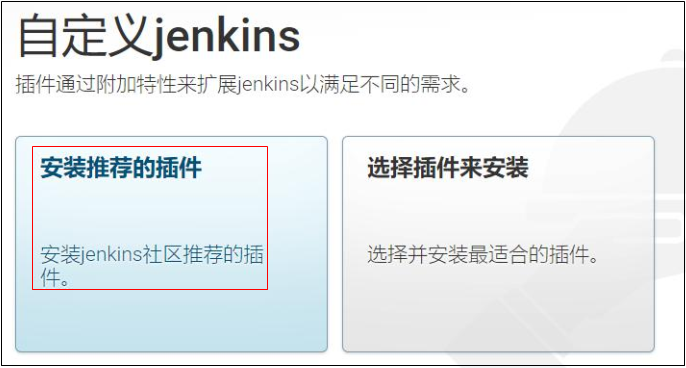 自定义jenkins
插件通过附加特性来扩展jenkins以满足不同的需求。
安装推荐的插件
安装jenkins社区推荐的插
件。
选择插件来安装
选择并安装最适合的插件。